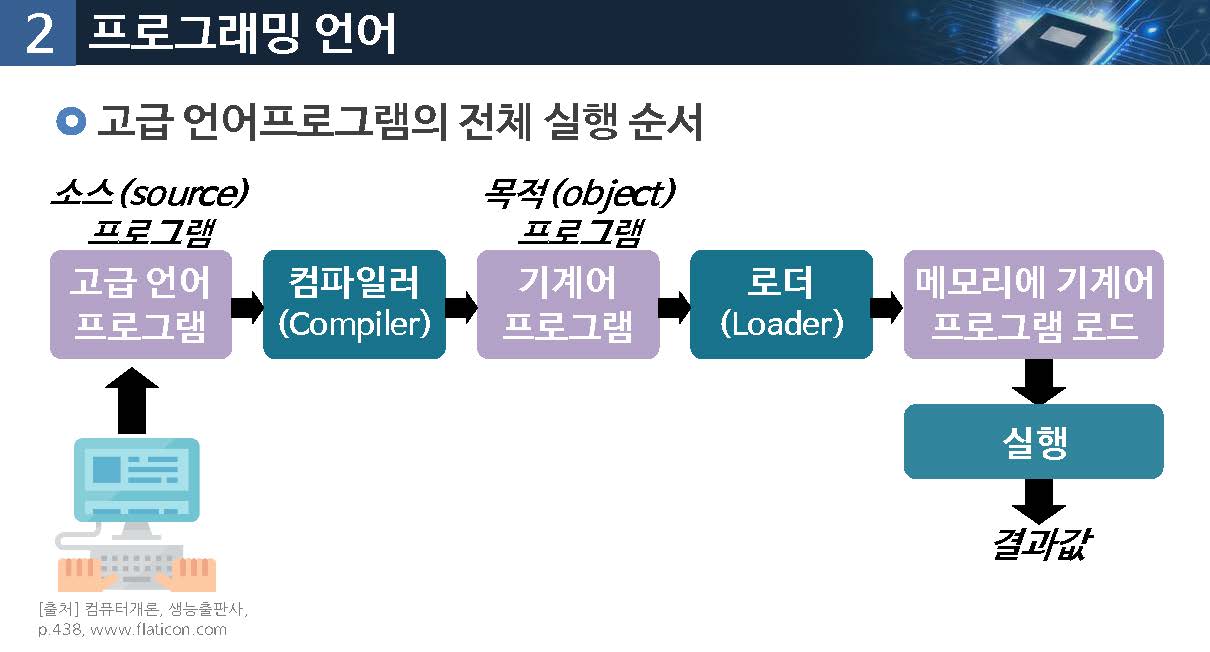 2 프로그래밍 언어
고급 언어프로그램의 전체 실행 순서
소스(source)
프로그램
목적(object)
프로그램
고급 언어
프로그램
컴파일러
(Compiler)
기계어
프로그램
로더
(Loader)
메모리에 기계어
프로그램 로드
실행
결과값
[출처] 컴퓨터개론, 생능출판사,
p.438, www.flaticon.com